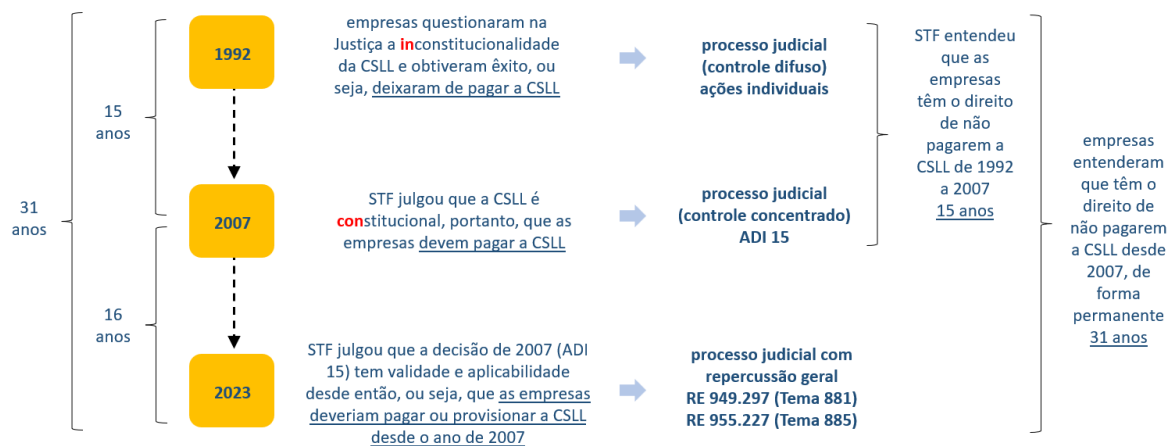 31
anos
15
anos
16
anos
1992
empresas questionaram na
Justiça a inconstitucionalidade
da CSLL e obtiveram êxito, ou
seja, deixaram de pagar a CSLL
processo judicial
(controle difuso)
ações individuais
2007
STF julgou que a CSLL é
constitucional, portanto, que as
empresas devem pagar a CSLL
processo judicial
(controle concentrado)
ADI 15
2023
STF julgou que a decisão de 2007 (ADI
15) tem validade e aplicabilidade
desde então, ou seja, que as empresas
deveriam pagar ou provisionar a CSLL
desde o ano de 2007
processo judicial com
repercussão geral
RE 949.297 (Tema 881)
RE 955.227 (Tema 885)
STF entendeu
que as
empresas
têm o direito
de não
pagarem a
CSLL de 1992
a 2007
15 anos
empresas
entenderam
que têm o
direito de
não pagarem
a CSLL desde
2007, de
forma
permanente
31 anos